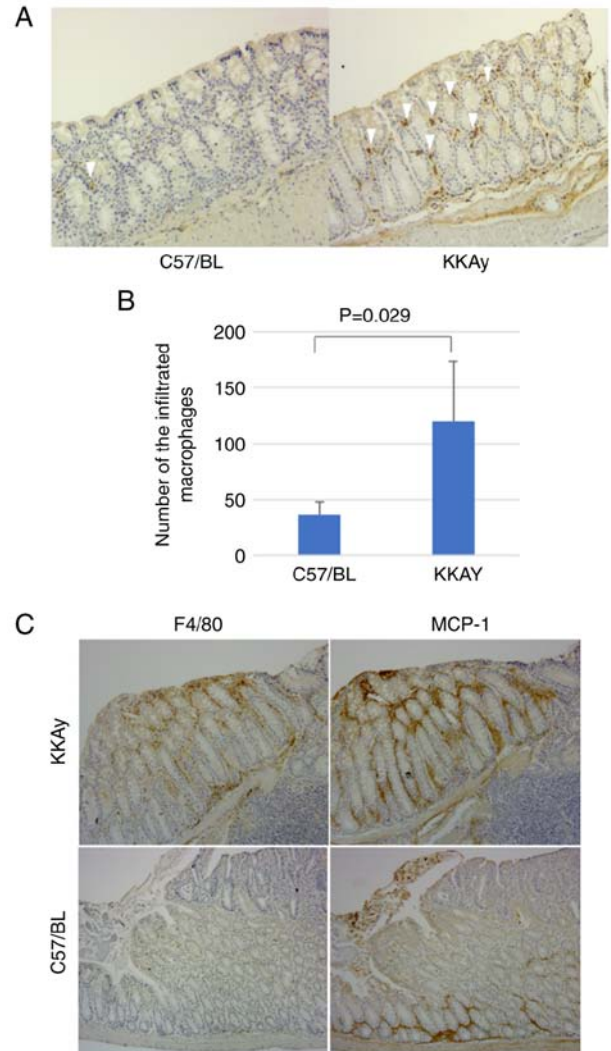 A
C57/BL KKAy
B
P=0.029
200
150
100
50
0
Number of the infiltrated
macrophages
C57/BL KKAY
C
F4/80 MCP-1
KKAy
C57/BL